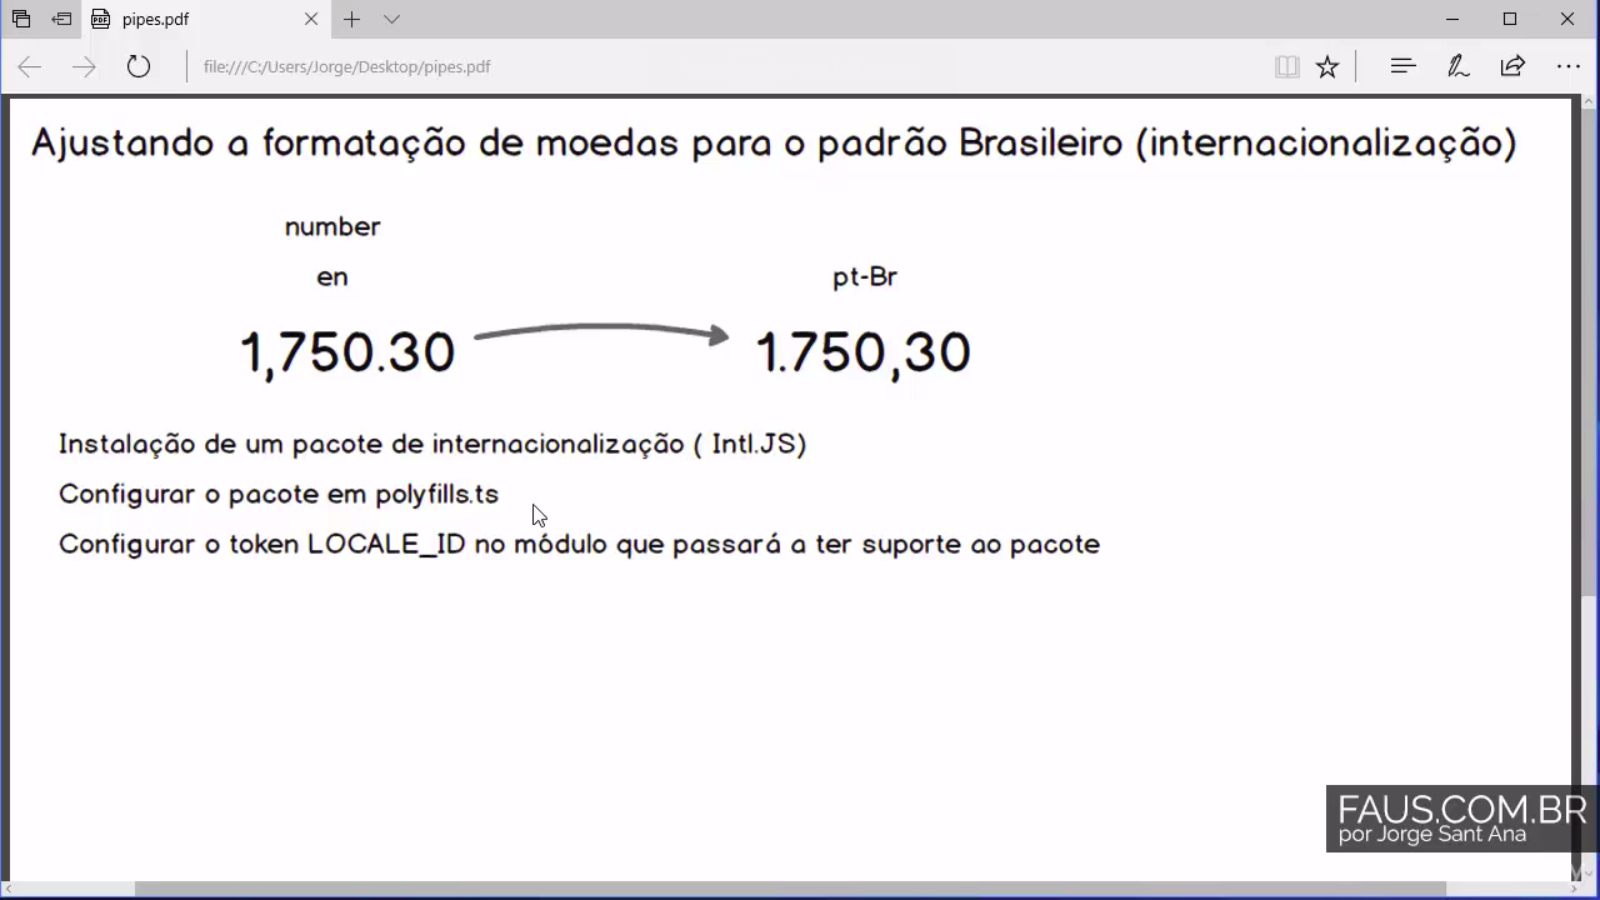 pipes.pdf
file:///C:/Users/Jorge/Desktop/pipes.pdf
Ajustando a formatação de moedas para o padrão Brasileiro (internacionalização)
number
en
pt-Br
1,750.30
1.750,30
Instalação de um pacote de internacionalização ( Intl.JS)
Configurar o pacote em polyfills.ts
Configurar o token LOCALE_ID no módulo que passará a ter suporte ao pacote
FAUS.COM.BR
por Jorge Sant Ana